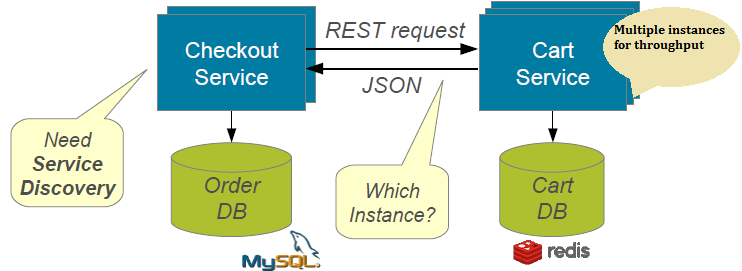 REST request
Multiple instances
for throughput
Checkout
Service
Cart
Service
JSON
Need
Service
Discovery
Which
Instance?
Order
DB
Cart
DB
MySQL.
redis